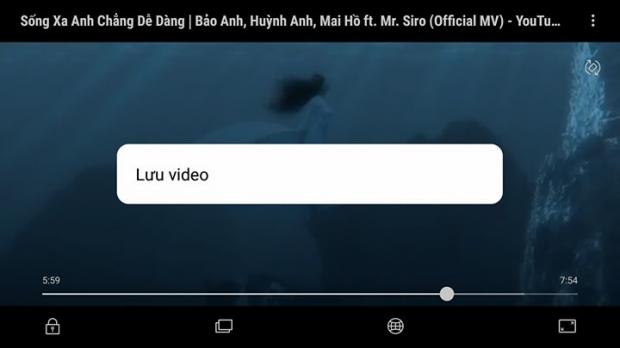 Sống Xa Anh Chẳng Dễ Dàng | Bảo Anh, Huỳnh Anh, Mai Hồ ft. Mr. Siro (Official MV) - YouTu...
Lưu video
5:59
7:54